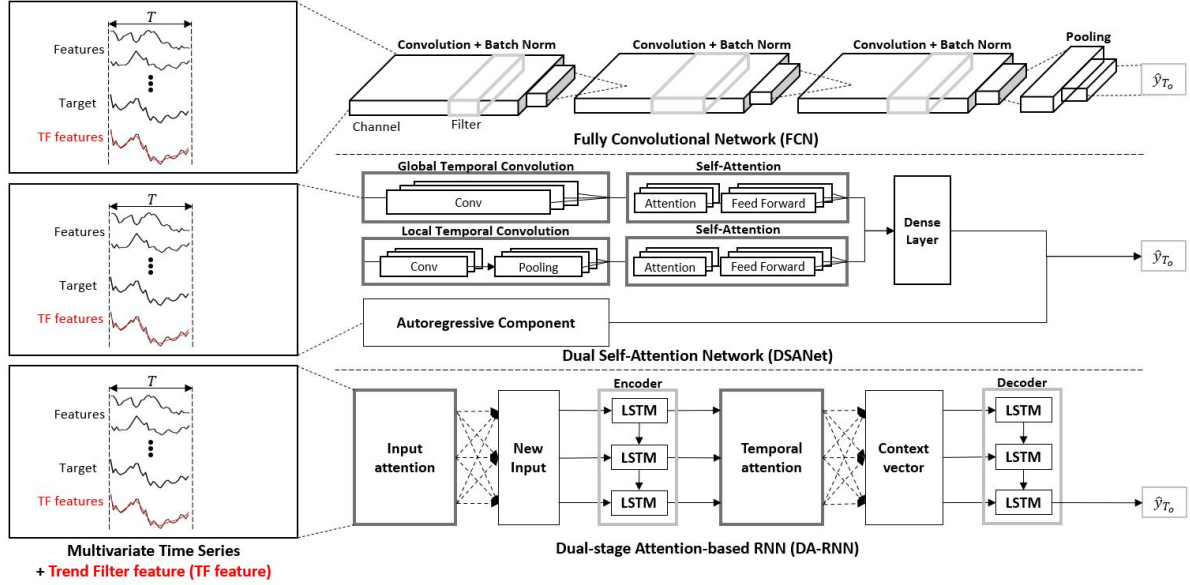 T
Features
Target
TF features
Convolution + Batch Norm
Convolution + Batch Norm
Convolution + Batch Norm
Pooling
Channel
Filter
ŷ_{T_o}
Fully Convolutional Network (FCN)
T
Features
Target
TF features
Global Temporal Convolution
Self-Attention
Conv
Attention
Feed Forward
Local Temporal Convolution
Self-Attention
Conv
Pooling
Attention
Feed Forward
Dense
Layer
ŷ_{T_o}
Autoregressive Component
Dual Self-Attention Network (DSANet)
T
Features
Target
TF features
Input
attention
New
Input
Encoder
LSTM
LSTM
LSTM
Temporal
attention
Context
vector
Decoder
LSTM
LSTM
LSTM
ŷ_{T_o}
Dual-stage Attention-based RNN (DA-RNN)
Multivariate Time Series
+ Trend Filter feature (TF feature)